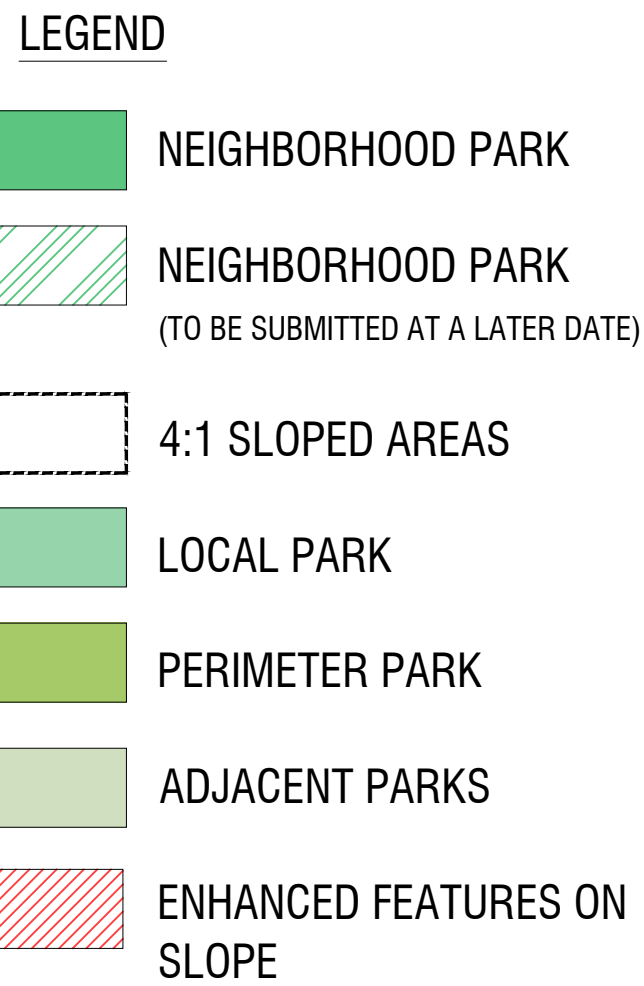 LEGEND
NEIGHBORHOOD PARK
NEIGHBORHOOD PARK
(TO BE SUBMITTED AT A LATER DATE)
4:1 SLOPED AREAS
LOCAL PARK
PERIMETER PARK
ADJACENT PARKS
ENHANCED FEATURES ON
SLOPE